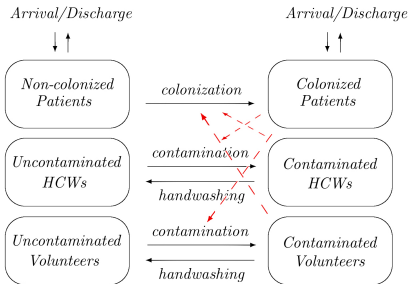 Arrival/Discharge
Arrival/Discharge
Non-colonized
Patients
colonization
Colonized
Patients
Uncontaminated
HCWs
contamination
handwashing
Contaminated
HCWs
Uncontaminated
Volunteers
contamination
handwashing
Contaminated
Volunteers